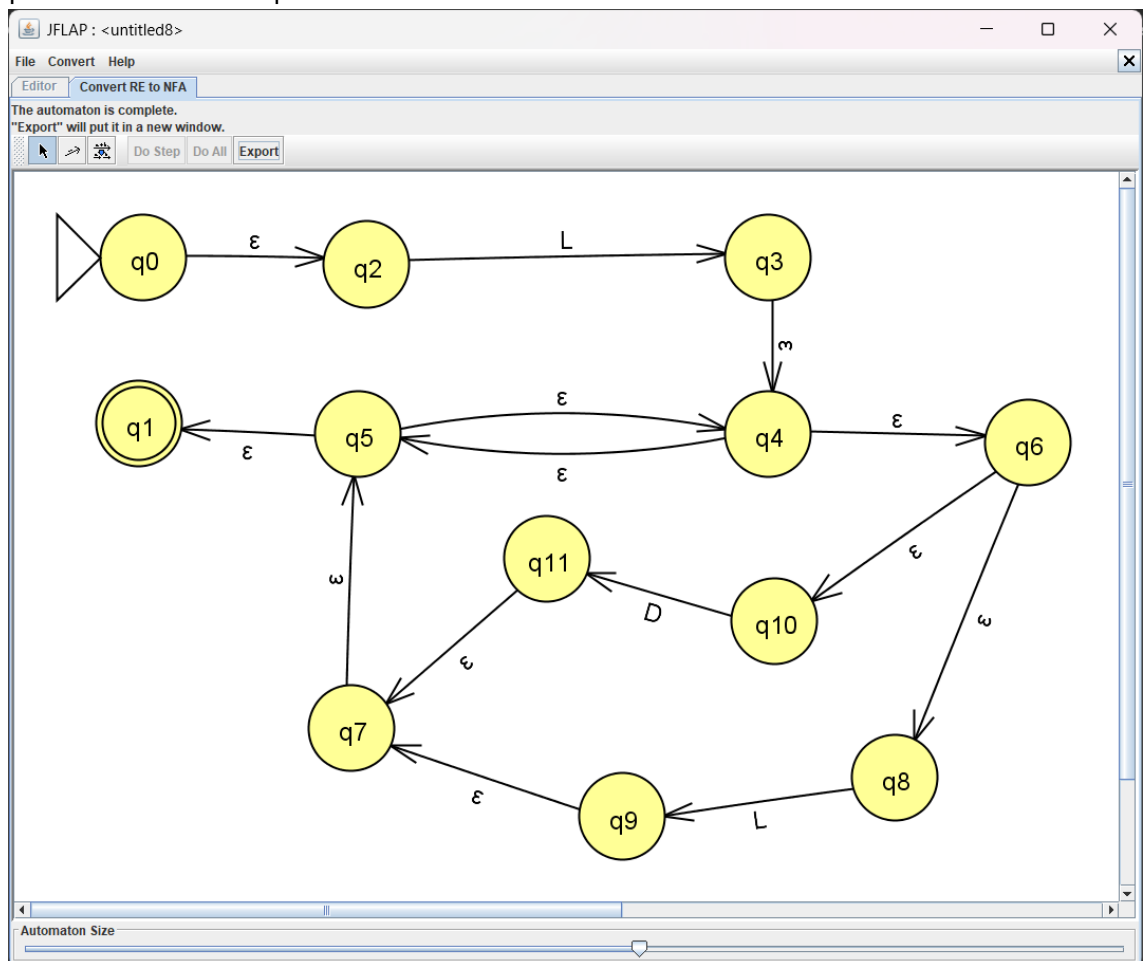 JFLAP : <untitled8>
File Convert Help
Editor Convert RE to NFA
The automaton is complete.
"Export" will put it in a new window.
Do Step Do All Export
q0 ε q2 L q3
ε
q1 ε q5 ε ε q4 ε q6
q11 D q10 ε
ε ε ε
q7 ε q9 L q8
Automaton Size